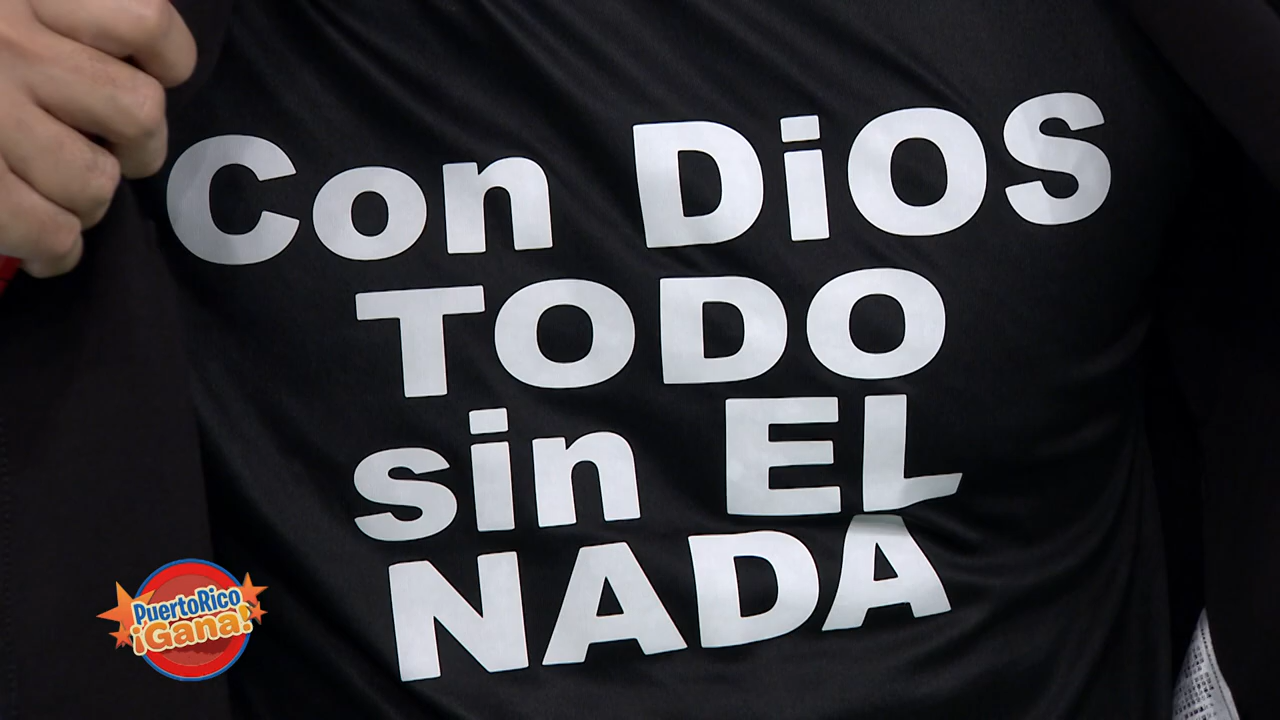 Con DiOS
TODO
sin EL
NADA
PuertoRico
¡Gana!